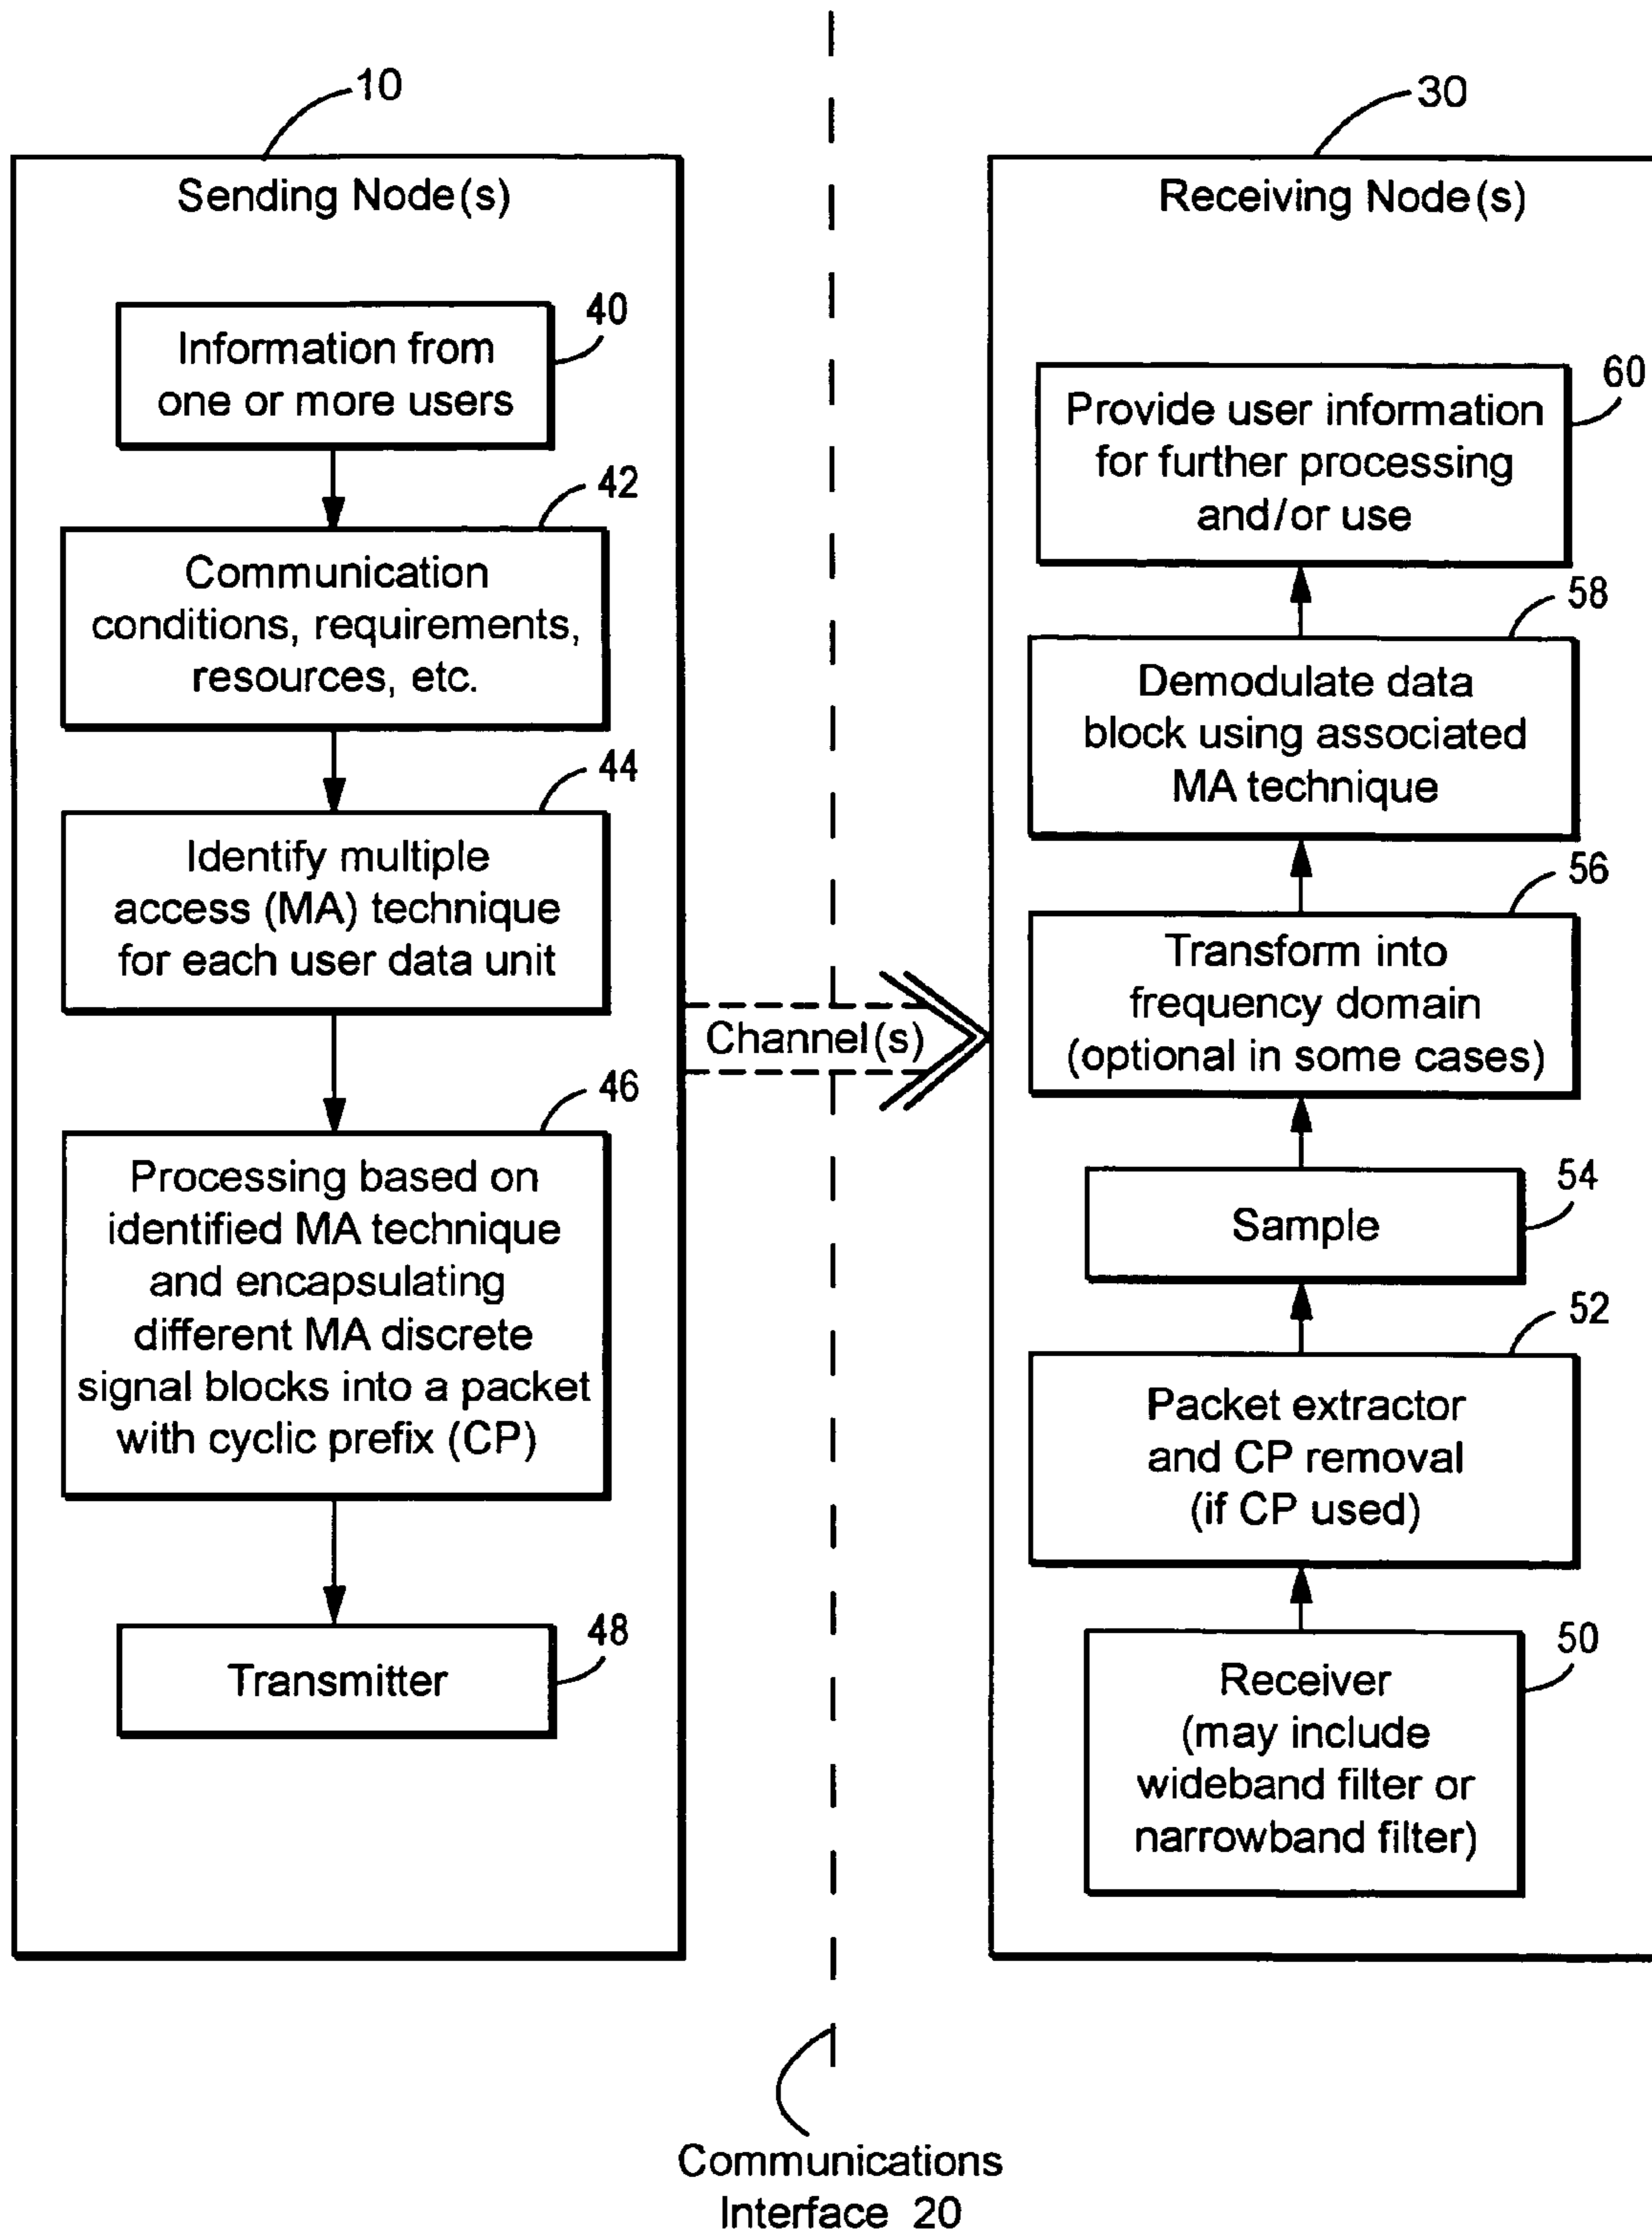 10
Sending Node(s)
40
Information from
one or more users
42
Communication
conditions, requirements,
resources, etc.
44
Identify multiple
access (MA) technique
for each user data unit
46
Processing based on
identified MA technique
and encapsulating
different MA discrete
signal blocks into a packet
with cyclic prefix (CP)
48
Transmitter
Channel(s)
30
Receiving Node(s)
60
Provide user information
for further processing
and/or use
58
Demodulate data
block using associated
MA technique
56
Transform into
frequency domain
(optional in some cases)
54
Sample
52
Packet extractor
and CP removal
(if CP used)
50
Receiver
(may include
wideband filter or
narrowband filter)
Communications
Interface 20